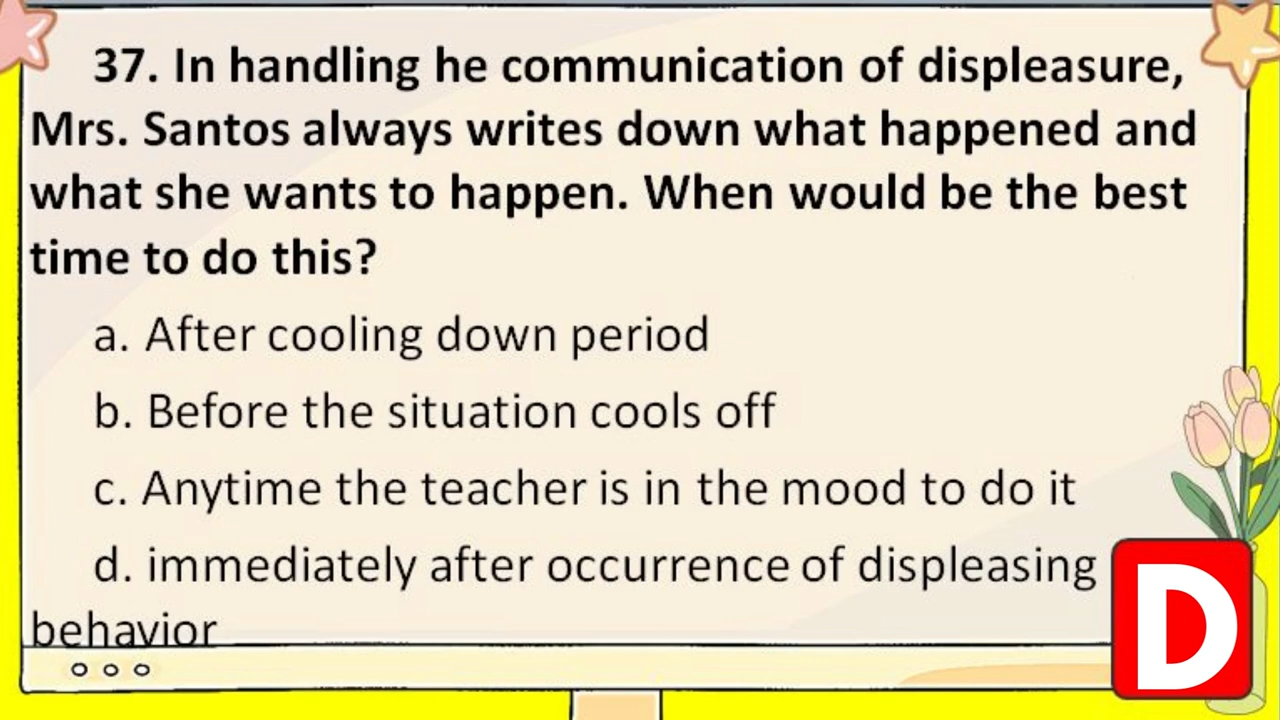 37. In handling he communication of displeasure,
Mrs. Santos always writes down what happened and
what she wants to happen. When would be the best
time to do this?
a. After cooling down period
b. Before the situation cools off
c. Anytime the teacher is in the mood to do it
d. immediately after occurrence of displeasing
behavior
D